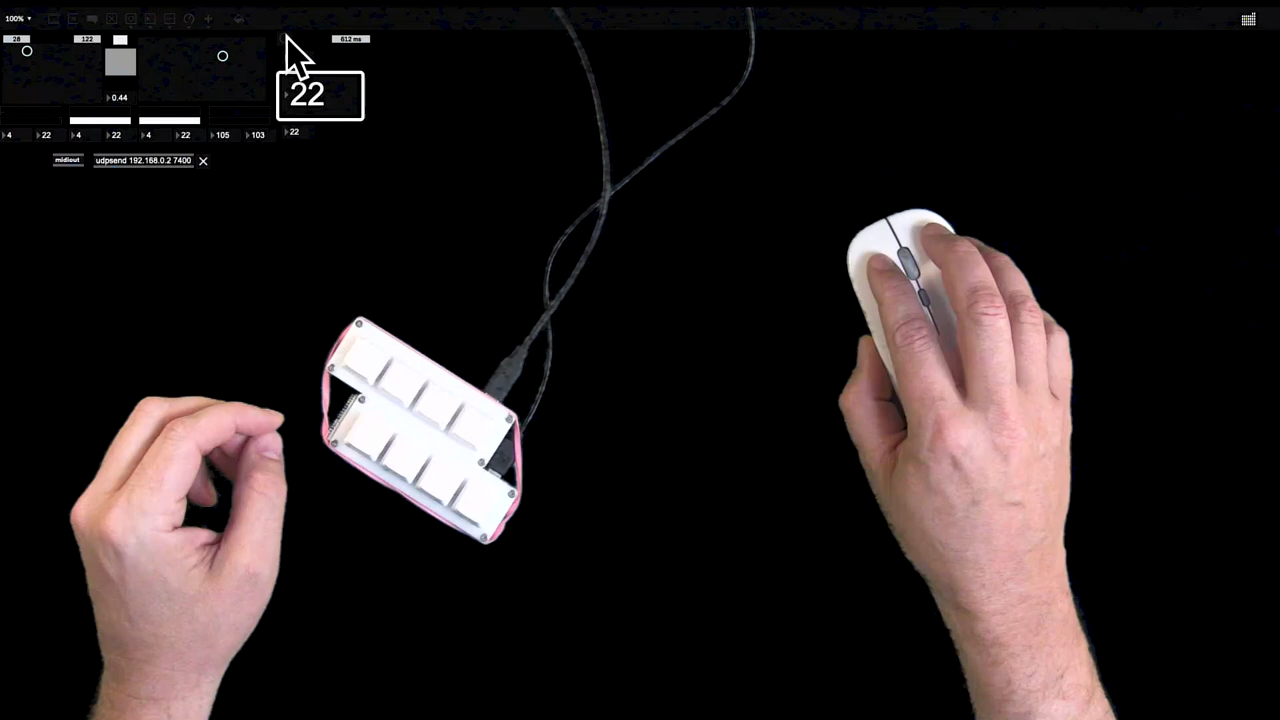 100%
28 122 612 ms
22
0.44
4 22 4 22 4 22 105 103 22
midiout udpsend 192.168.0.2 7400